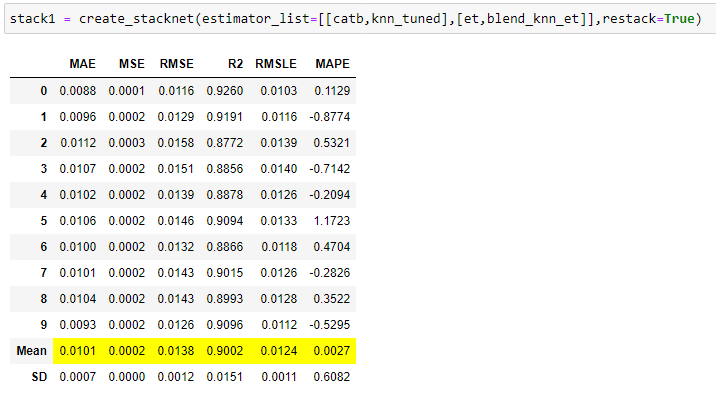 stack1 = create_stacknet(estimator_list=[[catb,knn_tuned],[et,blend_knn_et]],restack=True)
MAE MSE RMSE R2 RMSLE MAPE
0 0.0088 0.0001 0.0116 0.9260 0.0103 0.1129
1 0.0096 0.0002 0.0129 0.9191 0.0116 -0.8774
2 0.0112 0.0003 0.0158 0.8772 0.0139 0.5321
3 0.0107 0.0002 0.0151 0.8856 0.0140 -0.7142
4 0.0102 0.0002 0.0139 0.8878 0.0126 -0.2094
5 0.0106 0.0002 0.0146 0.9094 0.0133 1.1723
6 0.0100 0.0002 0.0132 0.8866 0.0118 0.4704
7 0.0101 0.0002 0.0143 0.9015 0.0126 -0.2826
8 0.0104 0.0002 0.0143 0.8993 0.0128 0.3522
9 0.0093 0.0002 0.0126 0.9096 0.0112 -0.5295
Mean 0.0101 0.0002 0.0138 0.9002 0.0124 0.0027
SD 0.0007 0.0000 0.0012 0.0151 0.0011 0.6082